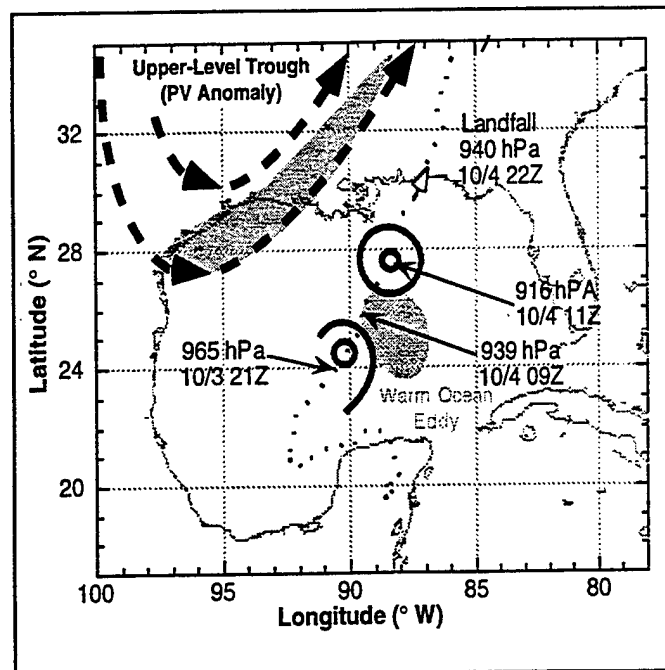 Upper-Level Trough
(PV Anomaly)
Landfall
940 hPa
10/4 22Z
916 hPA
10/4 11Z
965 hPa
10/3 21Z
939 hPa
10/4 09Z
Warm Ocean
Eddy
Latitude (° N)
32
28
24
20
100
95
90
85
80
Longitude (° W)